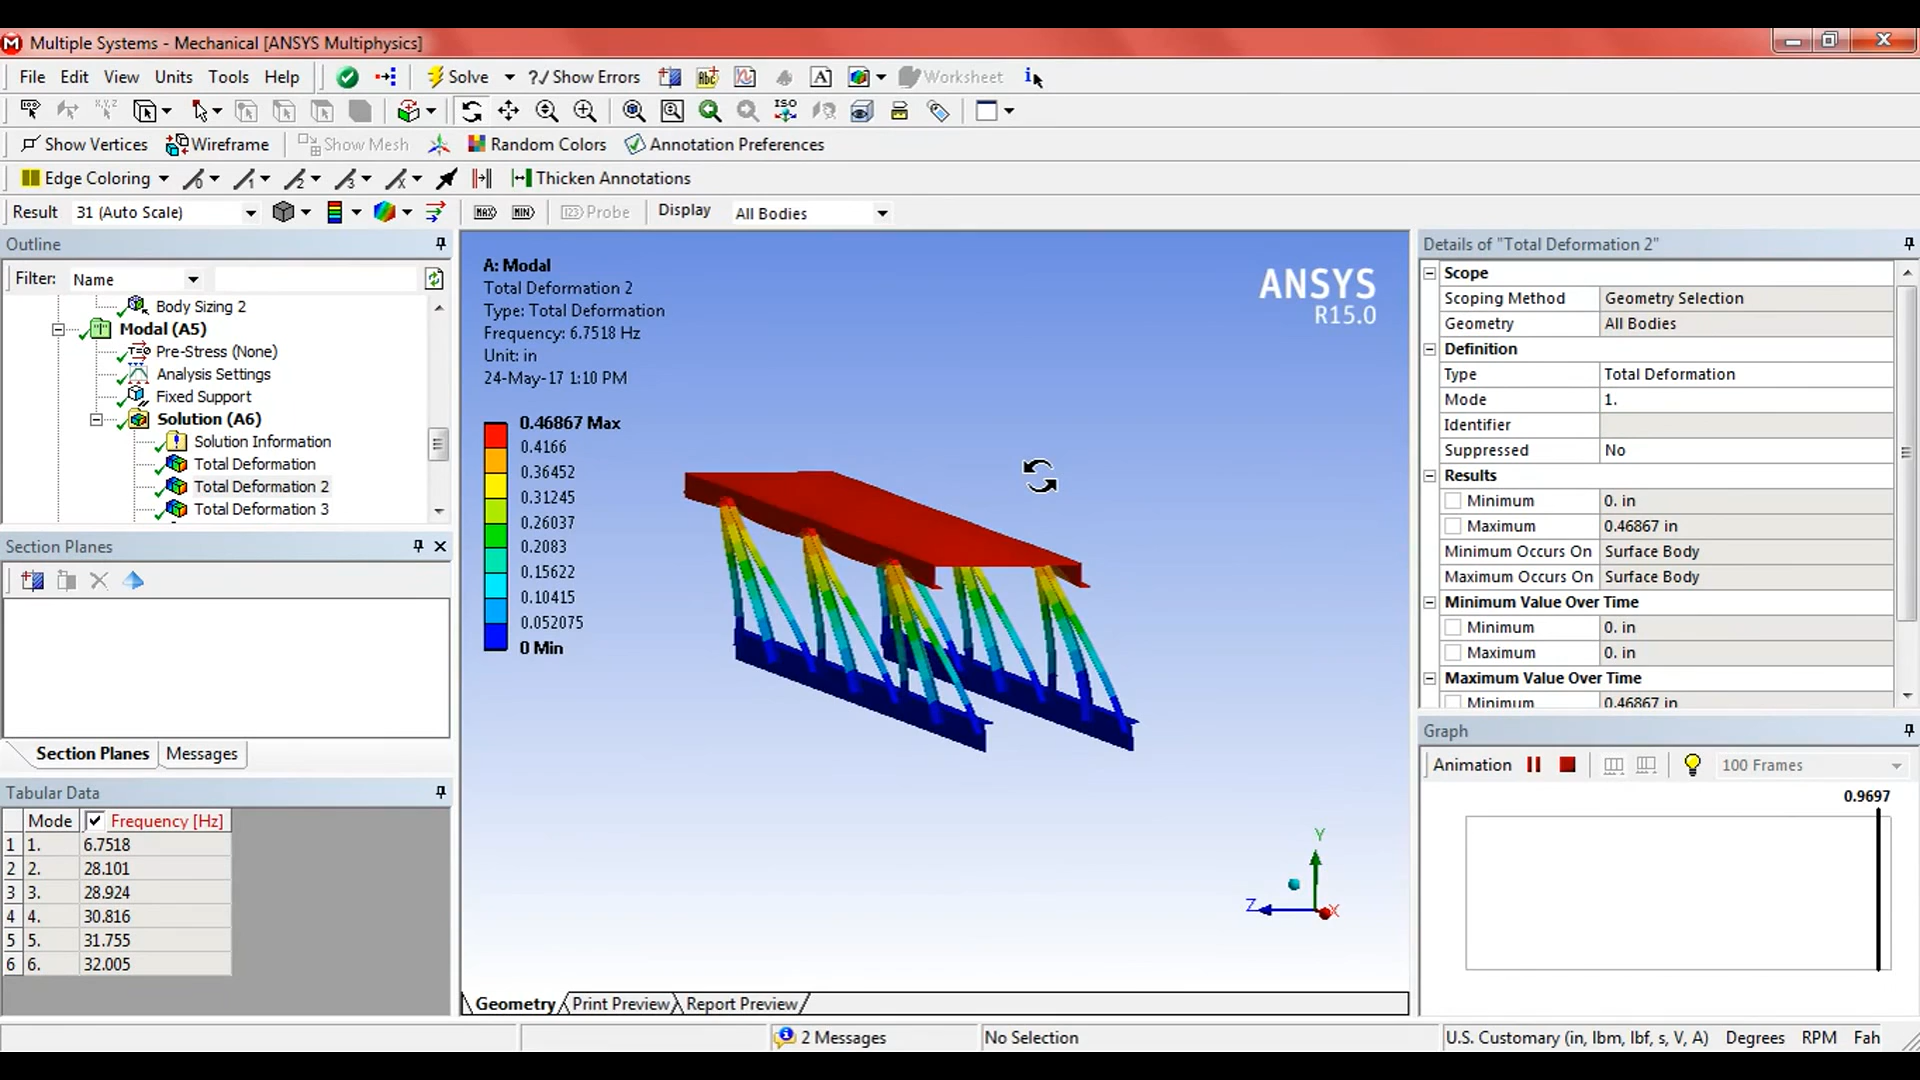 Multiple Systems - Mechanical [ANSYS Multiphysics]
File Edit View Units Tools Help Solve ?/ Show Errors Worksheet
Show Vertices Wireframe Show Mesh Random Colors Annotation Preferences
Edge Coloring Thicken Annotations
Result 31 (Auto Scale) MAX MIN Probe Display All Bodies
Outline
Filter: Name
Body Sizing 2
Modal (A5)
Pre-Stress (None)
Analysis Settings
Fixed Support
Solution (A6)
Solution Information
Total Deformation
Total Deformation 2
Total Deformation 3
Section Planes
Section Planes Messages
Tabular Data
Mode Frequency [Hz]
1 1. 6.7518
2 2. 28.101
3 3. 28.924
4 4. 30.816
5 5. 31.755
6 6. 32.005
A: Modal
Total Deformation 2
Type: Total Deformation
Frequency: 6.7518 Hz
Unit: in
24-May-17 1:10 PM
0.46867 Max
0.4166
0.36452
0.31245
0.26037
0.2083
0.15622
0.10415
0.052075
0 Min
ANSYS
R15.0
Y
Z X
Geometry Print Preview Report Preview
Details of "Total Deformation 2"
Scope
Scoping Method Geometry Selection
Geometry All Bodies
Definition
Type Total Deformation
Mode 1.
Identifier
Suppressed No
Results
Minimum 0. in
Maximum 0.46867 in
Minimum Occurs On Surface Body
Maximum Occurs On Surface Body
Minimum Value Over Time
Minimum 0. in
Maximum 0. in
Maximum Value Over Time
Minimum 0.46867 in
Graph
Animation 100 Frames
0.9697
2 Messages No Selection U.S. Customary (in, lbm, lbf, s, V, A) Degrees RPM Fah